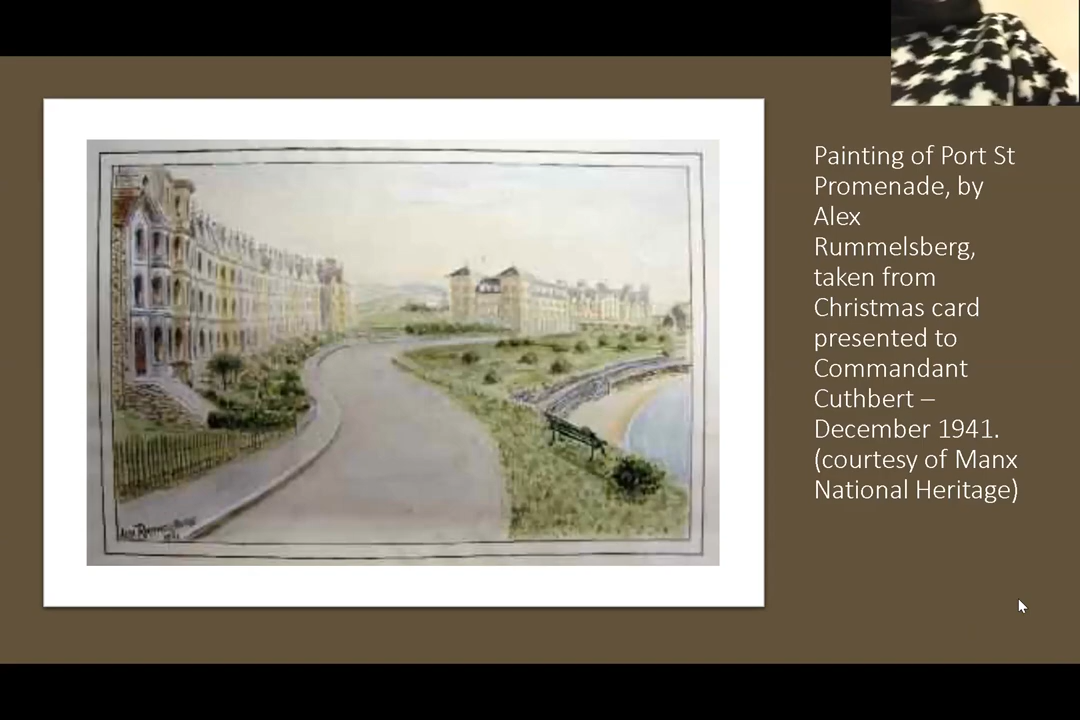 Painting of Port St
Promenade, by
Alex
Rummelsberg,
taken from
Christmas card
presented to
Commandant
Cuthbert –
December 1941.
(courtesy of Manx
National Heritage)